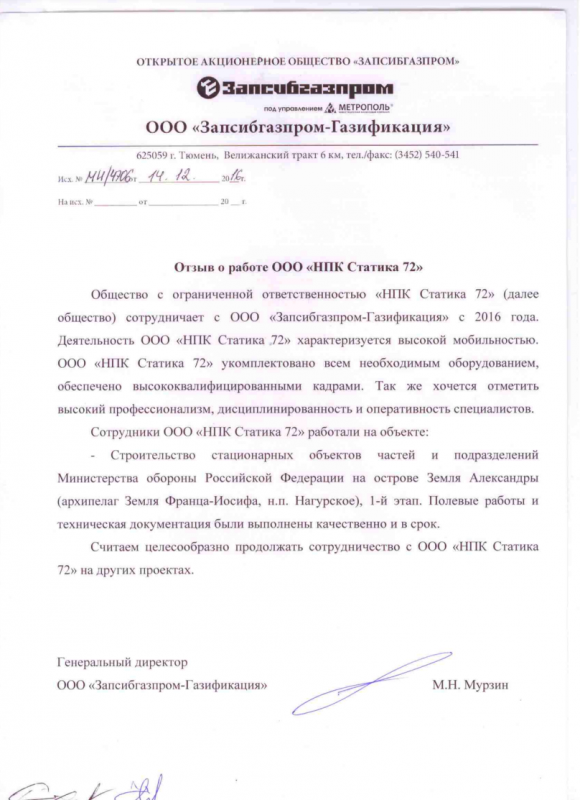 ОТКРЫТОЕ АКЦИОНЕРНОЕ ОБЩЕСТВО «ЗАПСИБГАЗПРОМ»
Запсибгазпром
под управлением МЕТРОПОЛЬ
ООО «Запсибгазпром-Газификация»
625059 г. Тюмень, Велижанский тракт 6 км, тел./факс: (3452) 540-541
Исх. № МИ/4706 от 14.12. 2016г.
На исх. № от 20 г.
Отзыв о работе ООО «НПК Статика 72»
Общество с ограниченной ответственностью «НПК Статика 72» (далее
общество) сотрудничает с ООО «Запсибгазпром-Газификация» с 2016 года.
Деятельность ООО «НПК Статика 72» характеризуется высокой мобильностью.
ООО «НПК Статика 72» укомплектовано всем необходимым оборудованием,
обеспечено высококвалифицированными кадрами. Так же хочется отметить
высокий профессионализм, дисциплинированность и оперативность специалистов.
Сотрудники ООО «НПК Статика 72» работали на объекте:
- Строительство стационарных объектов частей и подразделений
Министерства обороны Российской Федерации на острове Земля Александры
(архипелаг Земля Франца-Иосифа, н.п. Нагурское), 1-й этап. Полевые работы и
техническая документация были выполнены качественно и в срок.
Считаем целесообразно продолжать сотрудничество с ООО «НПК Статика
72» на других проектах.
Генеральный директор
ООО «Запсибгазпром-Газификация» М.Н. Мурзин